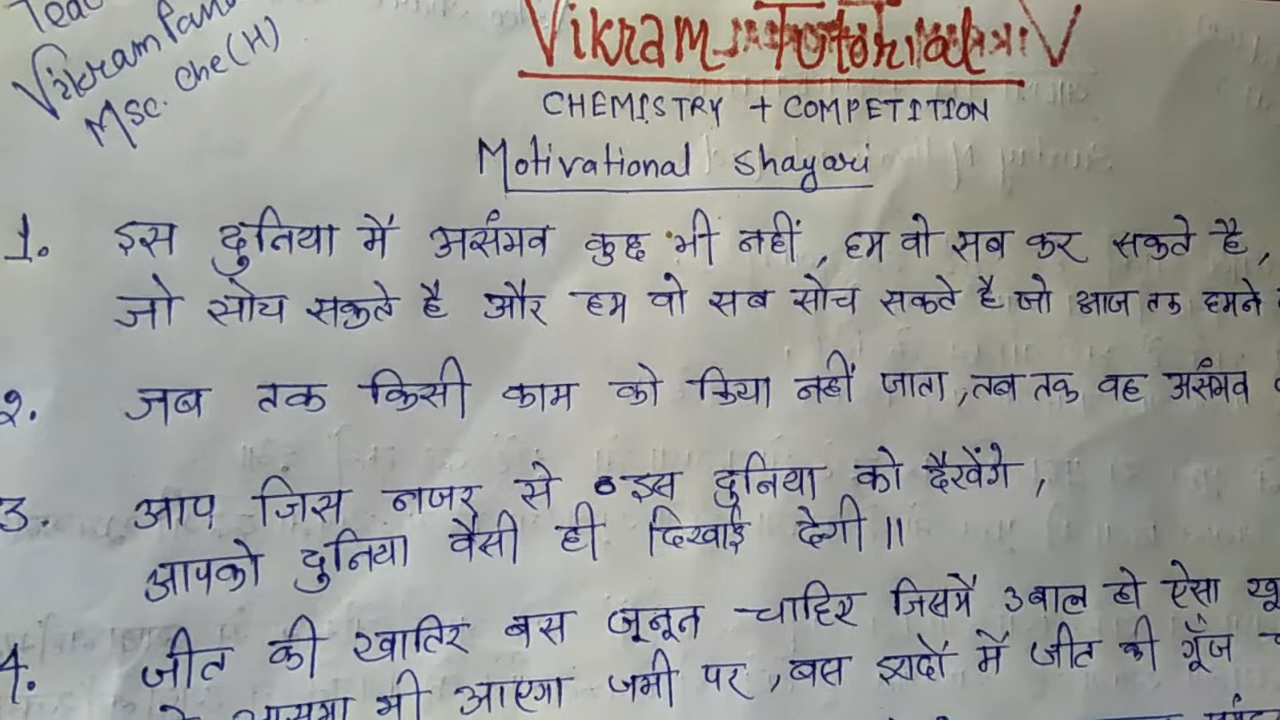 Vikram
Msc. Che(H)
Vikram Tutorial
CHEMISTRY + COMPETITION
Motivational Shayari
1. इस दुनिया में असंभव कुछ भी नहीं, हम वो सब कर सकते है,
जो सोच सकते है और हम वो सब सोच सकते है जो आज तक हमने
2. जब तक किसी काम को किया नहीं जाता, तब तक वह असंभव
3. आप जिस नजर से इस दुनिया को दैखेंगे,
आपको दुनिया वैसी ही दिखाई देगी ॥
4. जीत की खातिर बस जूनून चाहिए जिसमें उबाल हो ऐसा
भी आएगा जमी पर, बस इरादों में जीत की गूँज